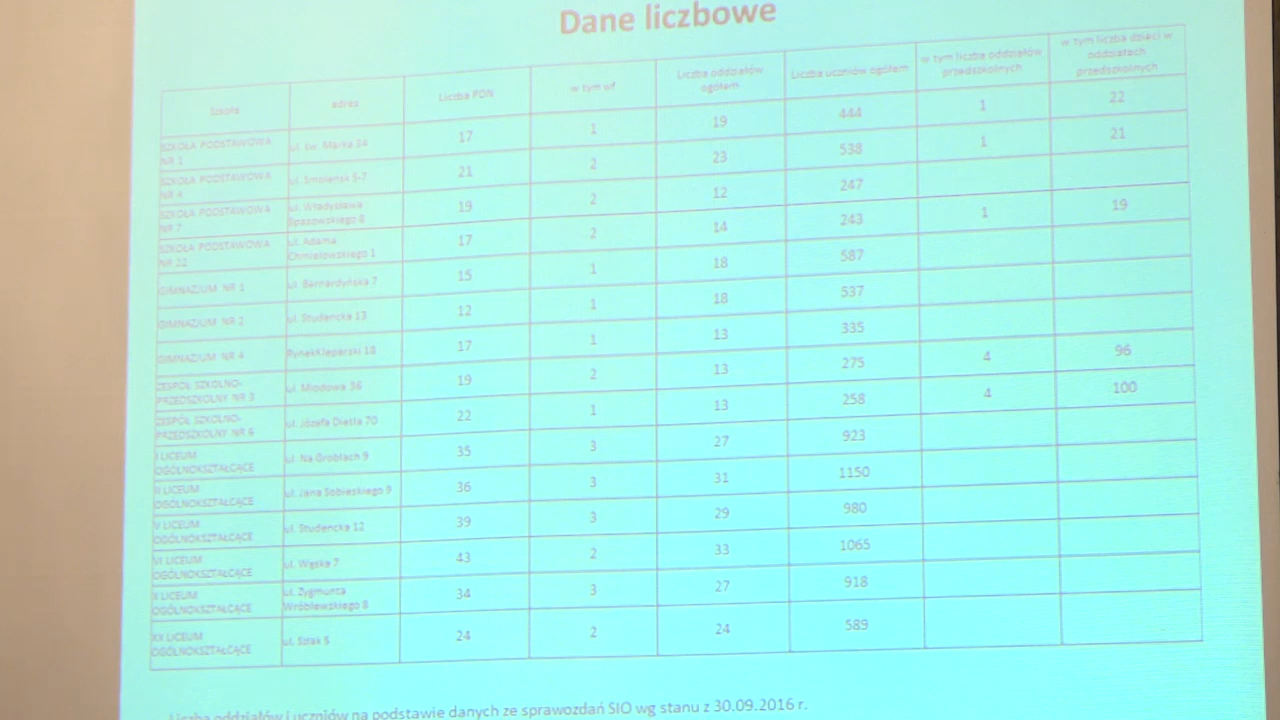 Dane liczbowe
Szkoła adres Liczba PDN w tym wf Liczba oddziałów ogółem Liczba uczniów ogółem w tym liczba oddziałów przedszkolnych w tym liczba dzieci w oddziałach przedszkolnych
SZKOŁA PODSTAWOWA NR 1 ul. św. Marka 34 17 1 19 444 1 22
SZKOŁA PODSTAWOWA NR 4 ul. Smoleńsk 5-7 21 2 23 538 1 21
SZKOŁA PODSTAWOWA NR 7 ul. Władysława Spasowskiego 8 19 2 12 247
SZKOŁA PODSTAWOWA NR 22 ul. Adama Chmielowskiego 1 17 2 14 243 1 19
GIMNAZJUM NR 1 ul. Bernardyńska 7 15 1 18 587
GIMNAZJUM NR 2 ul. Studencka 13 12 1 18 537
GIMNAZJUM NR 4 RynekKleparski 18 17 1 13 335
ZESPÓŁ SZKOLNO-PRZEDSZKOLNY NR 3 ul. Miodowa 36 19 2 13 275 4 96
ZESPÓŁ SZKOLNO-PRZEDSZKOLNY NR 6 ul. Józefa Dietla 70 22 1 13 258 4 100
I LICEUM OGÓLNOKSZTAŁCĄCE ul. Na Groblach 9 35 3 27 923
II LICEUM OGÓLNOKSZTAŁCĄCE ul. Jana Sobieskiego 9 36 3 31 1150
V LICEUM OGÓLNOKSZTAŁCĄCE ul. Studencka 12 39 3 29 980
VI LICEUM OGÓLNOKSZTAŁCĄCE ul. Wąska 7 43 2 33 1065
X LICEUM OGÓLNOKSZTAŁCĄCE ul. Zygmunta Wróblewskiego 8 34 3 27 918
XX LICEUM OGÓLNOKSZTAŁCĄCE ul. Szlak 5 24 2 24 589
Liczba oddziałów i uczniów na podstawie danych ze sprawozdań SIO wg stanu z 30.09.2016 r.